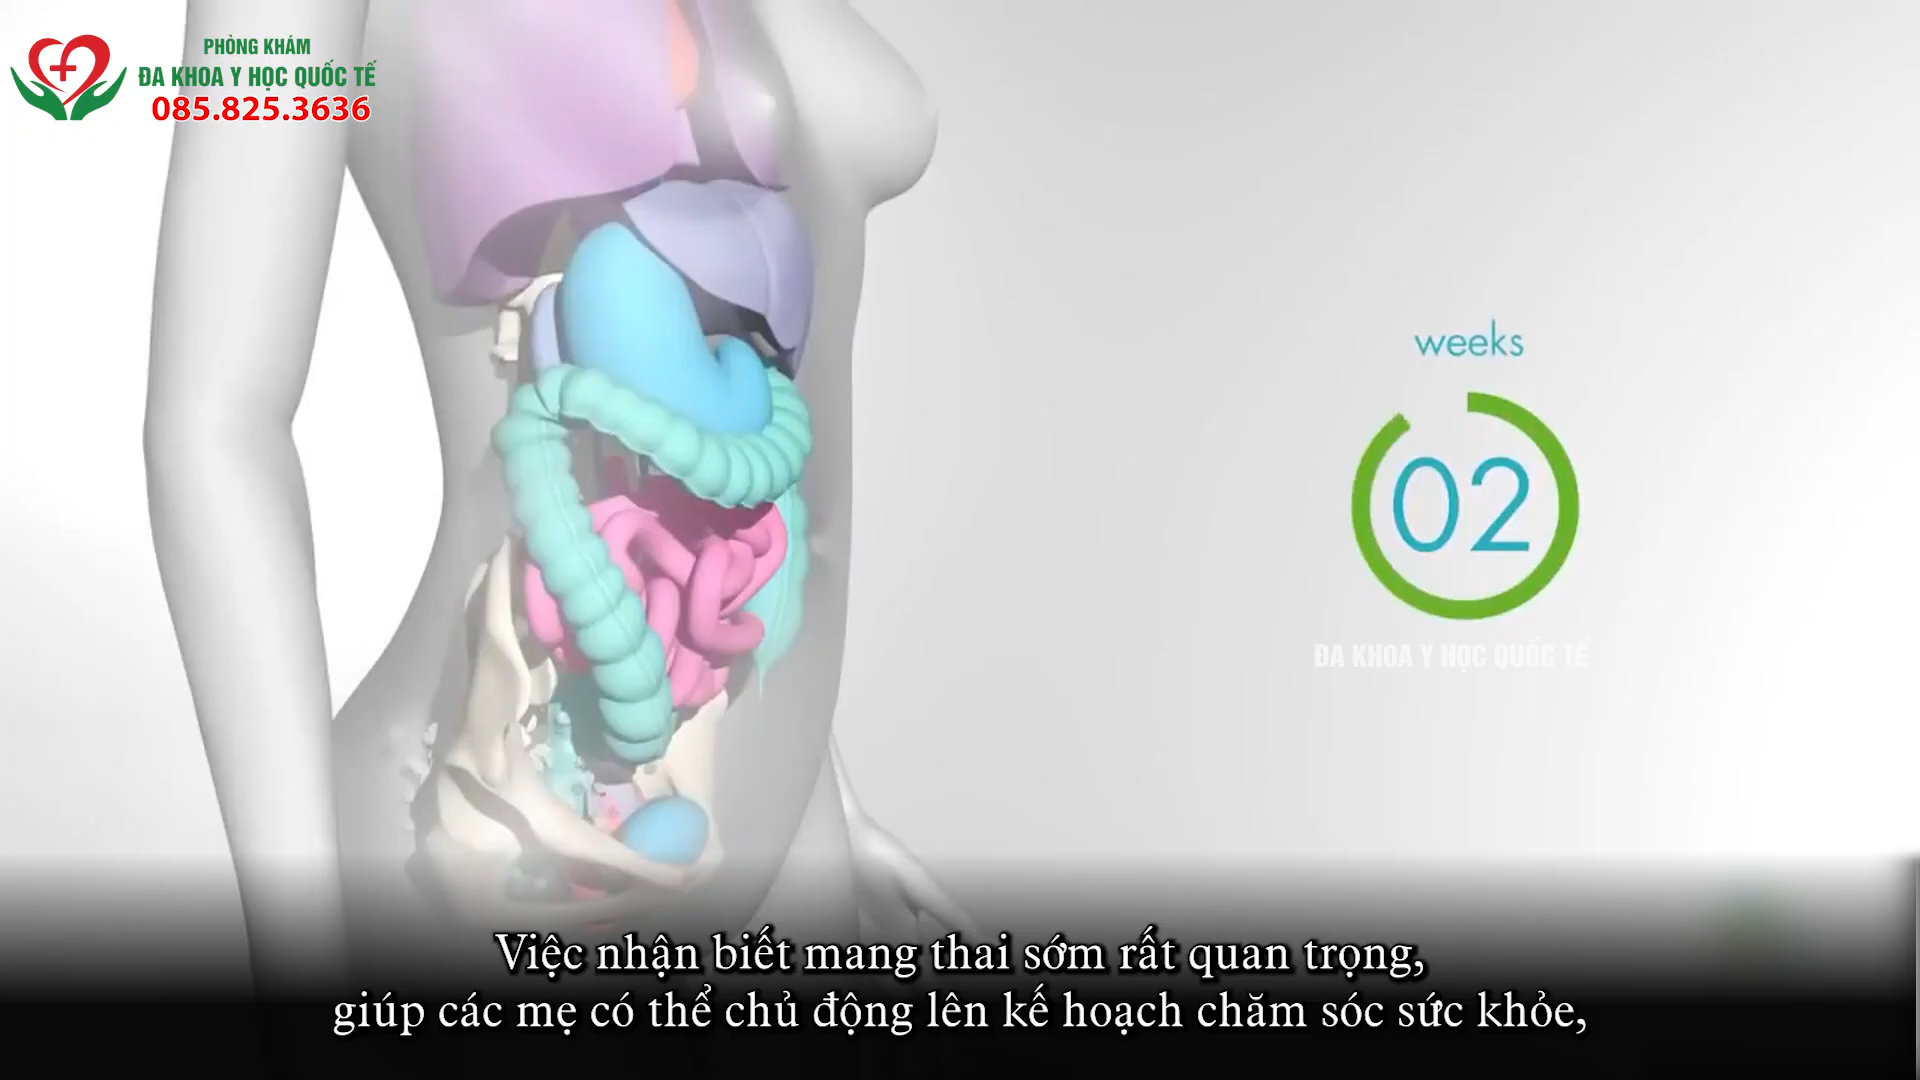 PHÒNG KHÁM
ĐA KHOA Y HỌC QUỐC TẾ
085.825.3636
weeks
02
ĐA KHOA Y HỌC QUỐC TẾ
Việc nhận biết mang thai sớm rất quan trọng,
giúp các mẹ có thể chủ động lên kế hoạch chăm sóc sức khỏe,